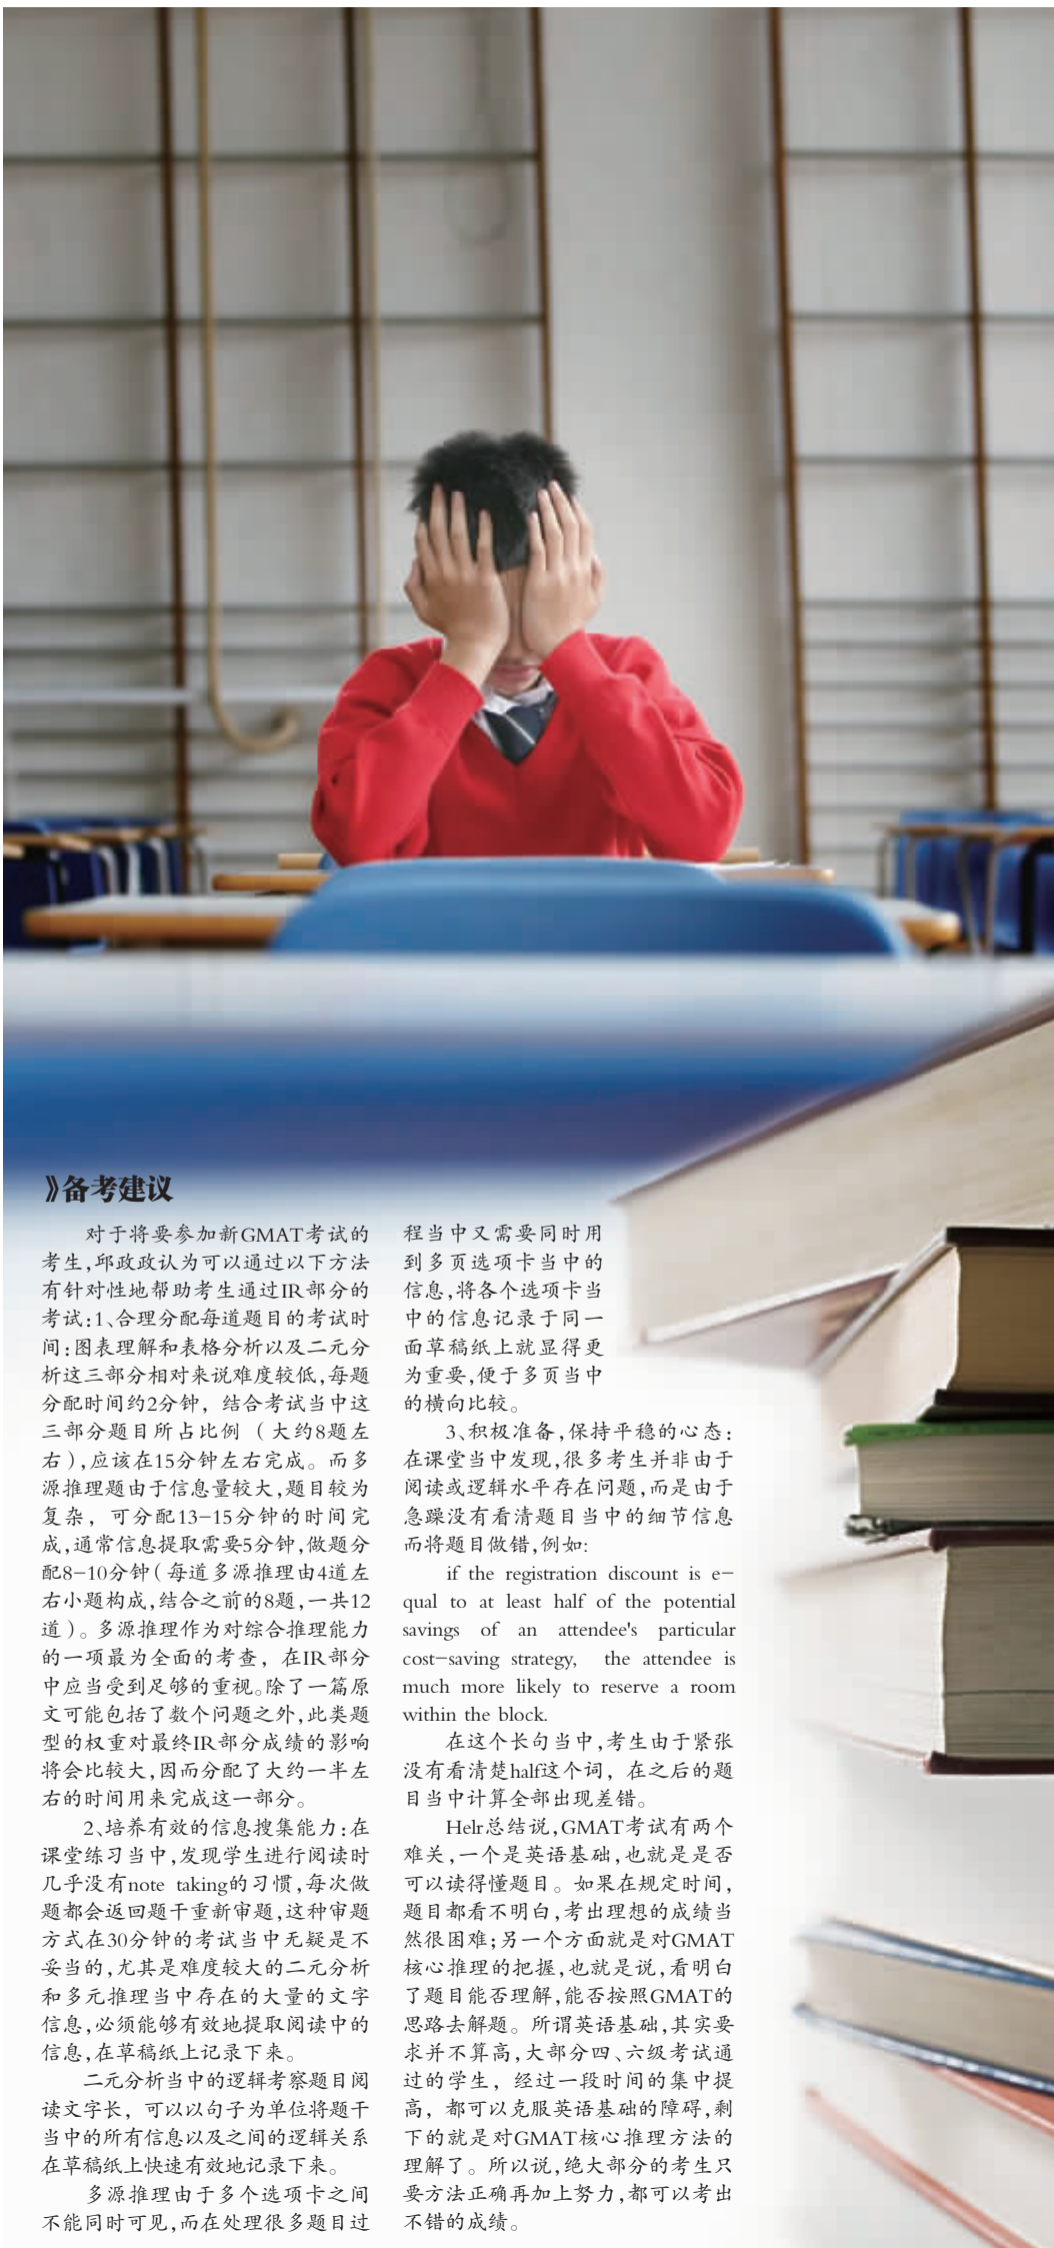 》备考建议
对于将要参加新GMAT考试的
考生,邱政政认为可以通过以下方法
有针对性地帮助考生通过IR部分的
考试:1、合理分配每道题目的考试时
间:图表理解和表格分析以及二元分
析这三部分相对来说难度较低,每题
分配时间约2分钟，结合考试当中这
三部分题目所占比例（大约8题左
右）,应该在15分钟左右完成。而多
源推理题由于信息量较大,题目较为
复杂，可分配13-15分钟的时间完
成,通常信息提取需要5分钟,做题分
配8-10分钟(每道多源推理由4道左
右小题构成,结合之前的8题,一共12
道)。多源推理作为对综合推理能力
的一项最为全面的考查，在IR部分
中应当受到足够的重视。除了一篇原
文可能包括了数个问题之外,此类题
型的权重对最终IR部分成绩的影响
将会比较大,因而分配了大约一半左
右的时间用来完成这一部分。
2、培养有效的信息搜集能力:在
课堂练习当中,发现学生进行阅读时
几乎没有note taking的习惯,每次做
题都会返回题干重新审题,这种审题
方式在30分钟的考试当中无疑是不
妥当的,尤其是难度较大的二元分析
和多元推理当中存在的大量的文字
信息,必须能够有效地提取阅读中的
信息,在草稿纸上记录下来。
二元分析当中的逻辑考察题目阅
读文字长，可以以句子为单位将题干
当中的所有信息以及之间的逻辑关系
在草稿纸上快速有效地记录下来。
多源推理由于多个选项卡之间
不能同时可见,而在处理很多题目过
程当中又需要同时用
到多页选项卡当中的
信息,将各个选项卡当
中的信息记录于同一
面草稿纸上就显得更
为重要,便于多页当中
的横向比较。
3、积极准备,保持平稳的心态:
在课堂当中发现,很多考生并非由于
阅读或逻辑水平存在问题,而是由于
急躁没有看清题目当中的细节信息
而将题目做错,例如:
if the registration discount is e-
qual to at least half of the potential
savings of an attendee's particular
cost-saving strategy, the attendee is
much more likely to reserve a room
within the block.
在这个长句当中,考生由于紧张
没有看清楚half这个词，在之后的题
目当中计算全部出现差错。
Helr总结说,GMAT考试有两个
难关,一个是英语基础,也就是是否
可以读得懂题目。如果在规定时间,
题目都看不明白,考出理想的成绩当
然很困难;另一个方面就是对GMAT
核心推理的把握,也就是说,看明白
了题目能否理解,能否按照GMAT的
思路去解题。所谓英语基础,其实要
求并不算高,大部分四、六级考试通
过的学生，经过一段时间的集中提
高，都可以克服英语基础的障碍,剩
下的就是对GMAT核心推理方法的
理解了。所以说,绝大部分的考生只
要方法正确再加上努力,都可以考出
不错的成绩。